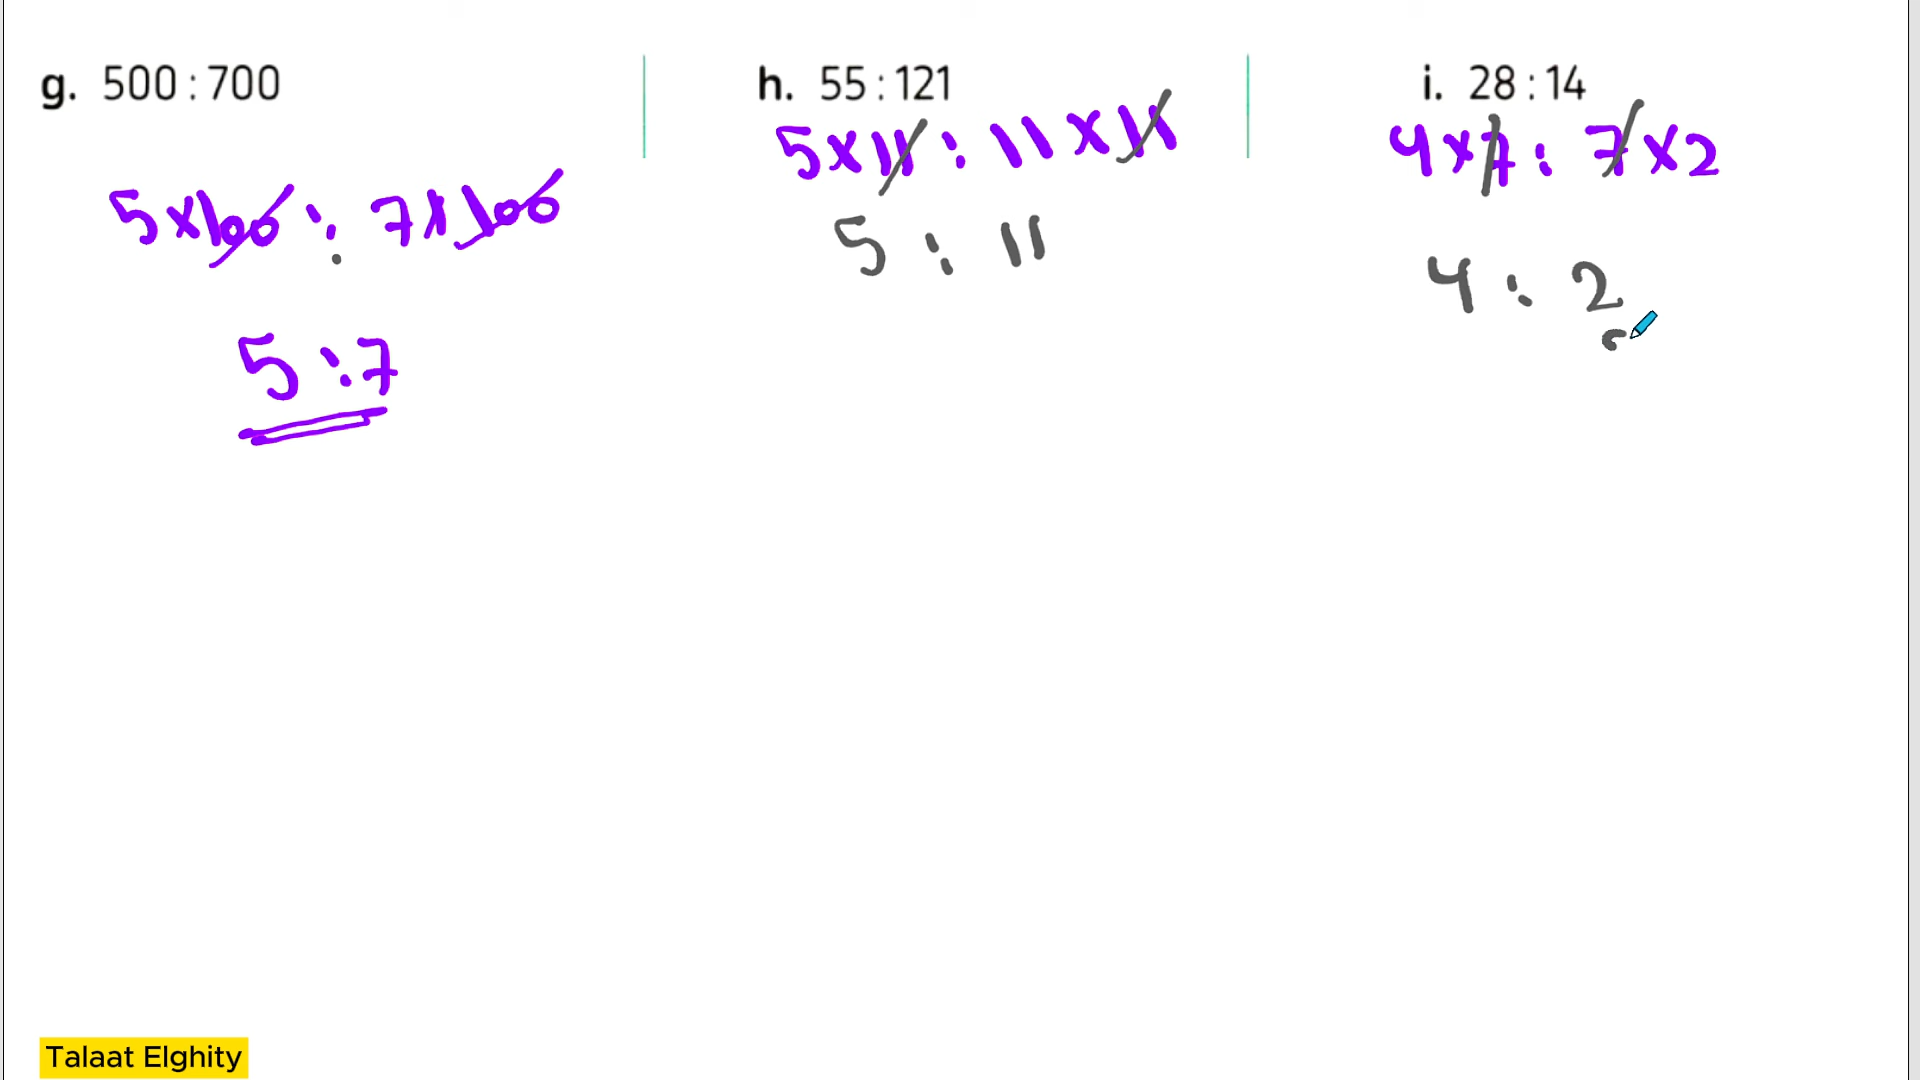 g. 500 : 700
5×100 : 7×100
5 : 7
h. 55 : 121
5×11 : 11×11
5 : 11
i. 28 : 14
4×7 : 7×2
4 : 2
Talaat Elghity